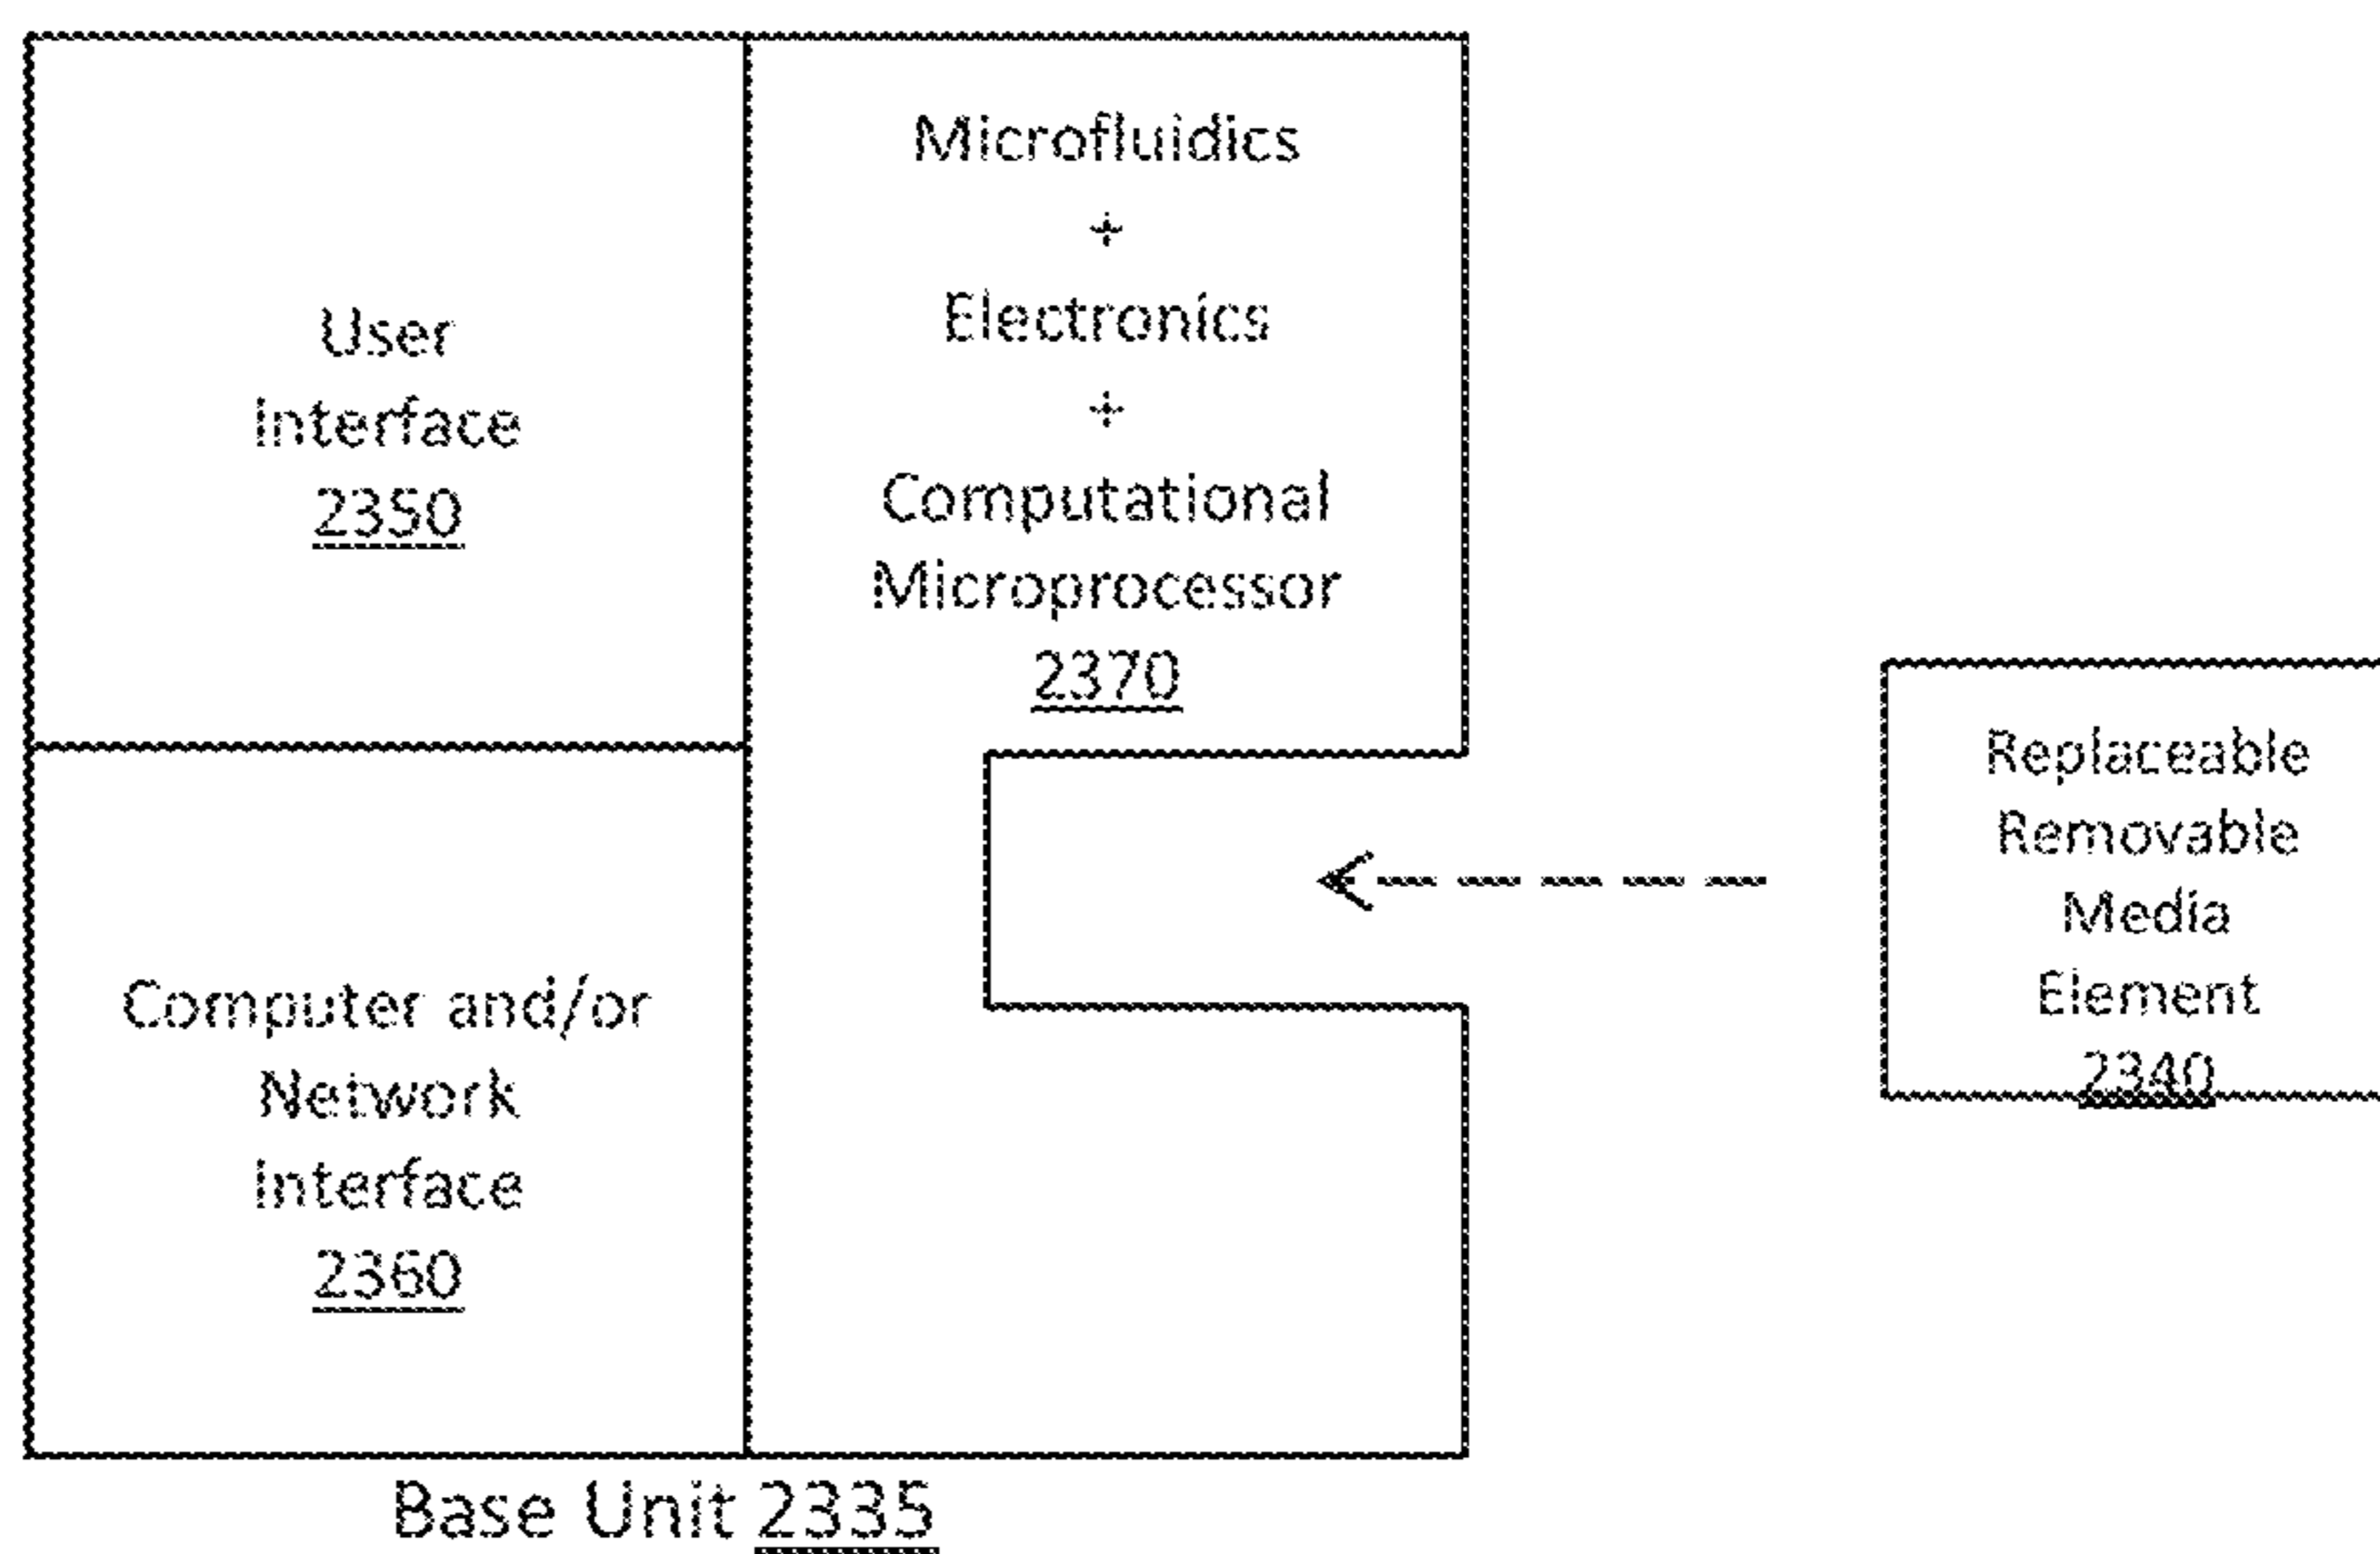 User
Interface
2350
Microfluidics
+
Electronics
+
Computational
Microprocessor
2370
Computer and/or
Network
Interface
2360
Replaceable
Removable
Media
Element
2340
Base Unit 2335